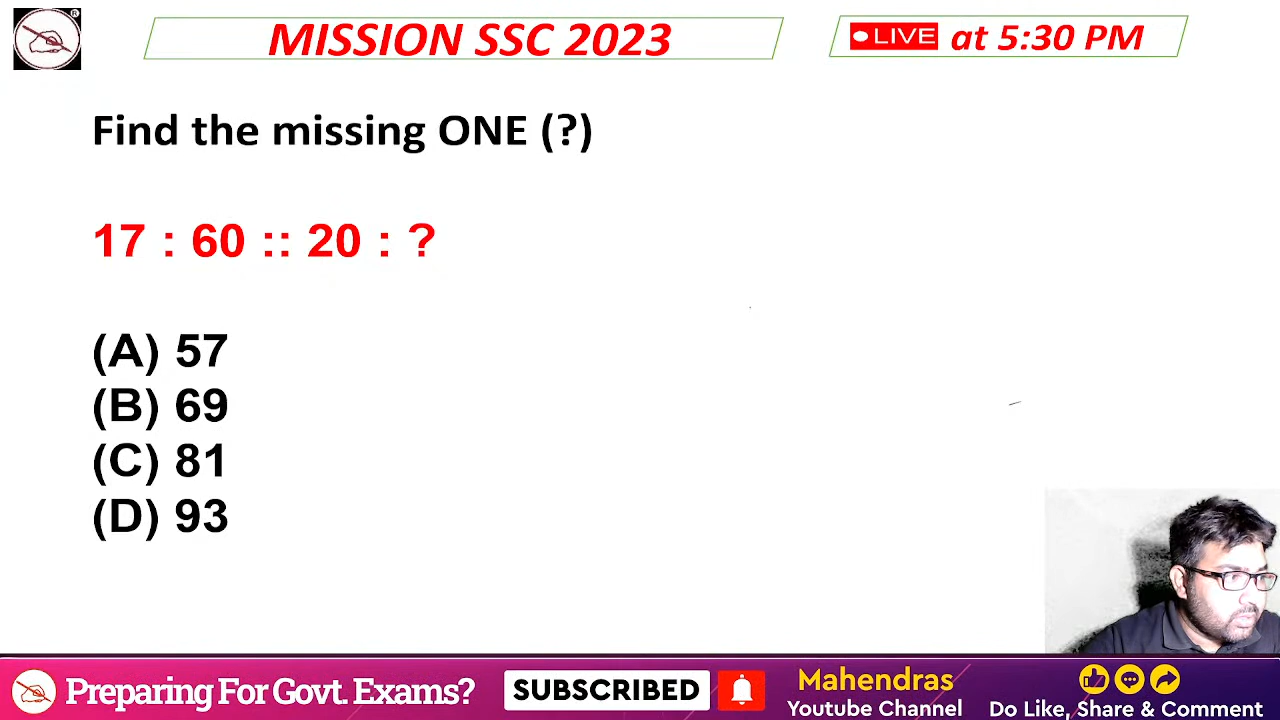 MISSION SSC 2023
LIVE at 5:30 PM
Find the missing ONE (?)
17 : 60 :: 20 : ?
(A) 57
(B) 69
(C) 81
(D) 93
Preparing For Govt. Exams?
SUBSCRIBED
Mahendras
Youtube Channel
Do Like, Share & Comment